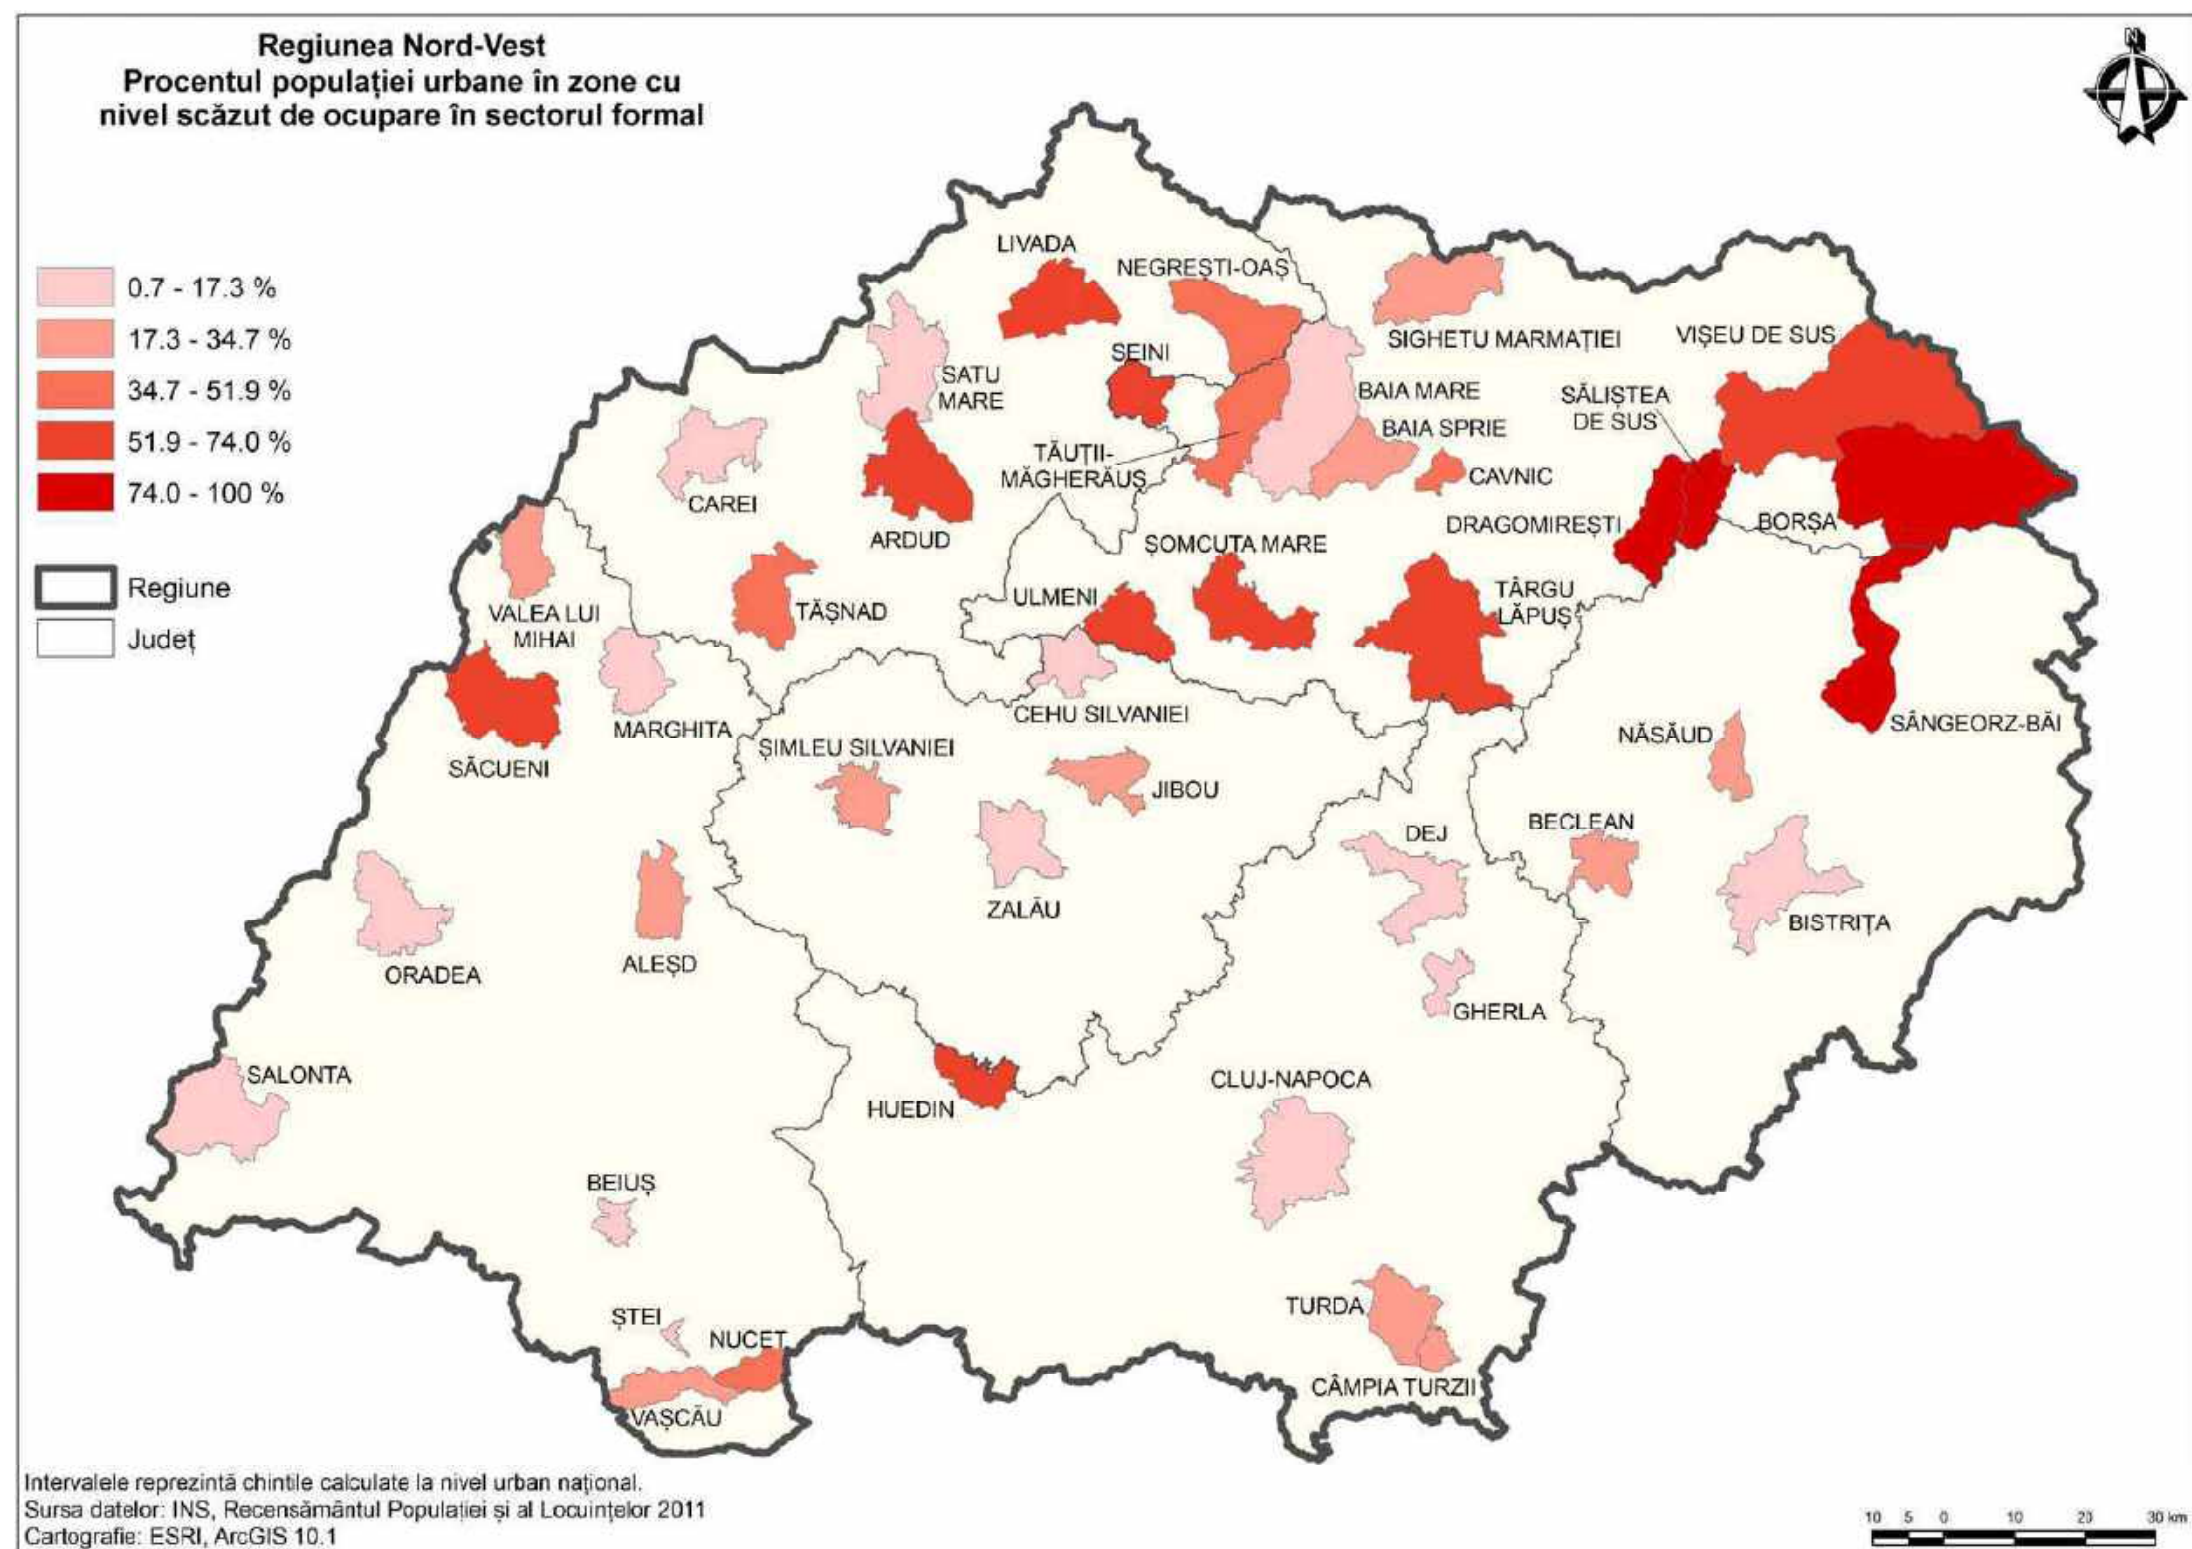 Regiunea Nord-Vest
Procentul populației urbane în zone cu
nivel scăzut de ocupare în sectorul formal
N
0.7 - 17.3 %
17.3 - 34.7 %
34.7 - 51.9 %
51.9 - 74.0 %
74.0 - 100 %
Regiune
Județ
LIVADA
NEGREȘTI-OAȘ
SIGHETU MARMAȚIEI
VIȘEU DE SUS
SEINI
SATU
MARE
BAIA MARE
SĂLIȘTEA
DE SUS
BAIA SPRIE
TĂUȚII-
MĂGHERĂUȘ
CAVNIC
CAREI
ARDUD
DRAGOMIREȘTI
BORȘA
ȘOMCUTA MARE
ULMENI
TÂRGU
LĂPUȘ
VALEA LUI
MIHAI
TĂȘNAD
MARGHITA
CEHU SILVANIEI
SÂNGEORZ-BĂI
NĂSĂUD
SĂCUENI
ȘIMLEU SILVANIEI
JIBOU
DEJ
BECLEAN
ZALĂU
BISTRIȚA
ORADEA
ALEȘD
GHERLA
SALONTA
HUEDIN
CLUJ-NAPOCA
BEIUȘ
ȘTEI
NUCET
TURDA
VAȘCĂU
CÂMPIA TURZII
Intervalele reprezintă chintile calculate la nivel urban național.
Sursa datelor: INS, Recensământul Populației și al Locuințelor 2011
Cartografie: ESRI, ArcGIS 10.1
10 5 0 10 20 30 km